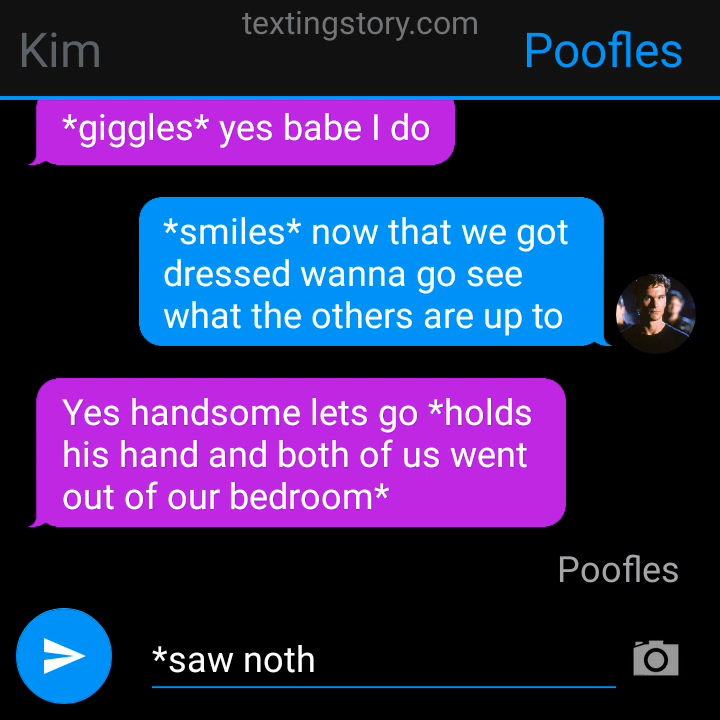 textingstory.com
Kim
Poofles
*giggles* yes babe I do
*smiles* now that we got
dressed wanna go see
what the others are up to
Yes handsome lets go *holds
his hand and both of us went
out of our bedroom*
Poofles
*saw noth